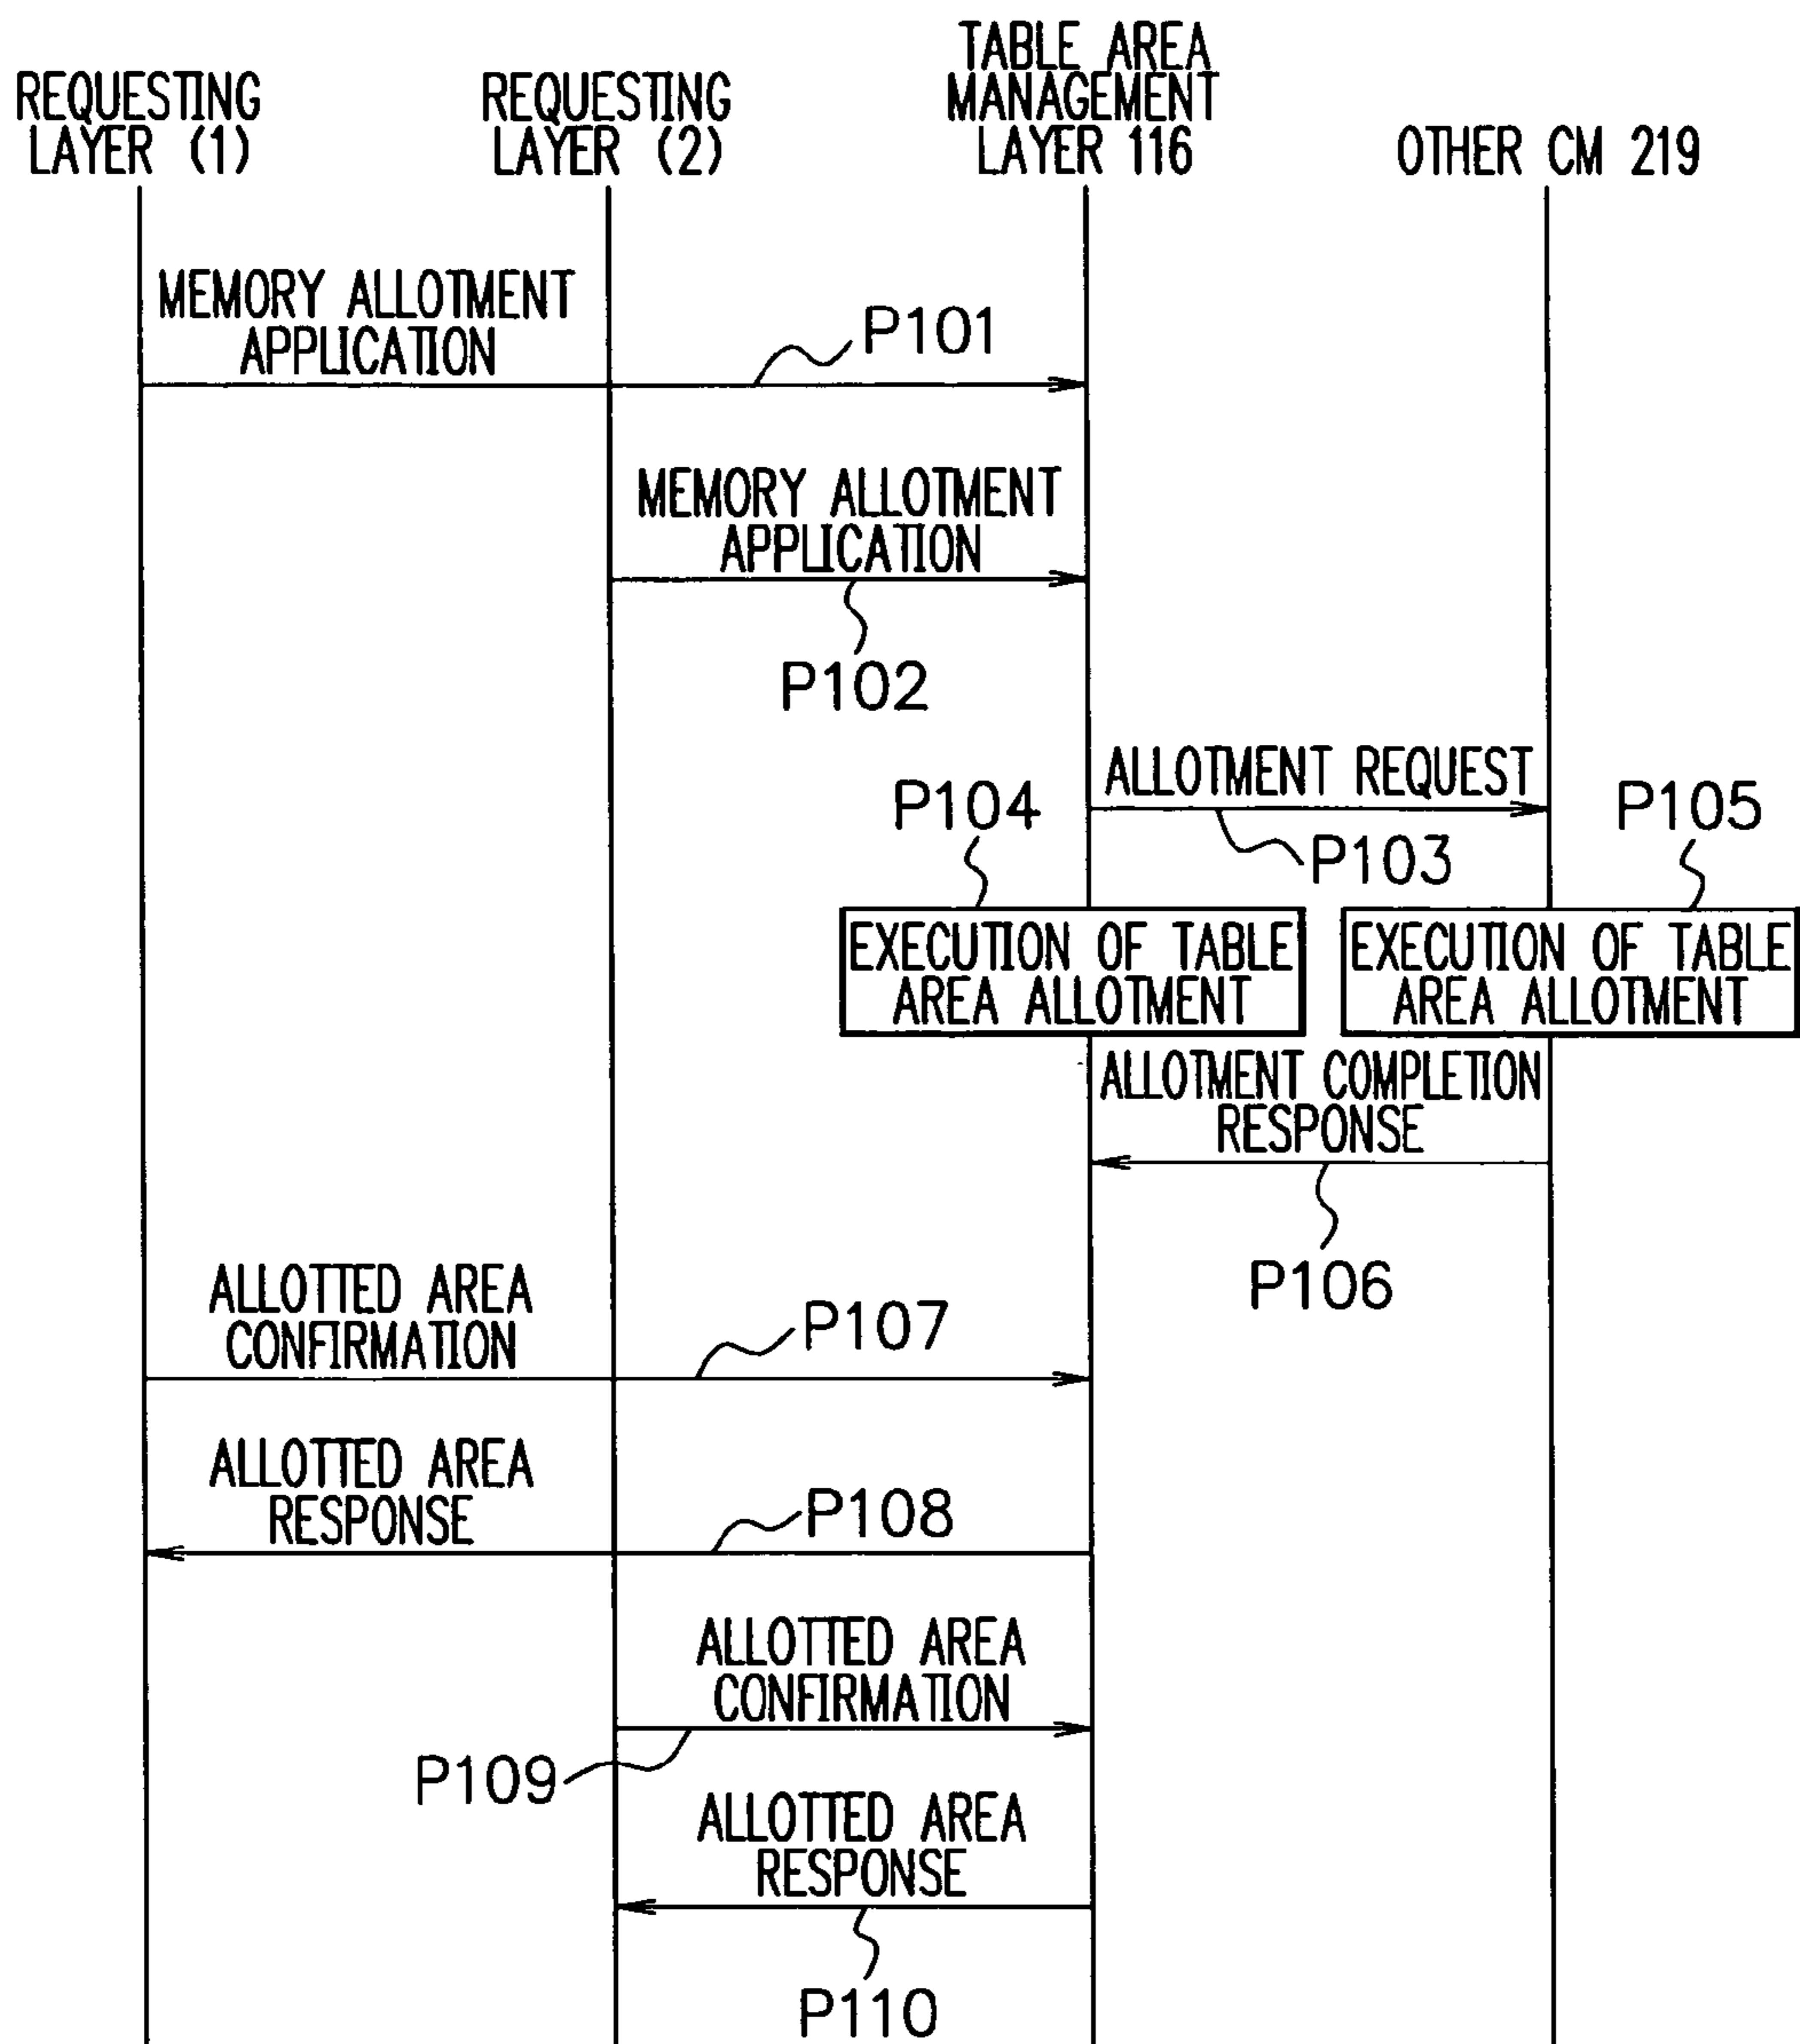 REQUESTING
LAYER (1)
REQUESTING
LAYER (2)
TABLE AREA
MANAGEMENT
LAYER 116
OTHER CM 219
MEMORY ALLOTMENT
APPLICATION
P101
MEMORY ALLOTMENT
APPLICATION
P102
ALLOTMENT REQUEST
P103
P104
P105
EXECUTION OF TABLE
AREA ALLOTMENT
EXECUTION OF TABLE
AREA ALLOTMENT
ALLOTMENT COMPLETION
RESPONSE
P106
ALLOTTED AREA
CONFIRMATION
P107
ALLOTTED AREA
RESPONSE
P108
ALLOTTED AREA
CONFIRMATION
P109
ALLOTTED AREA
RESPONSE
P110